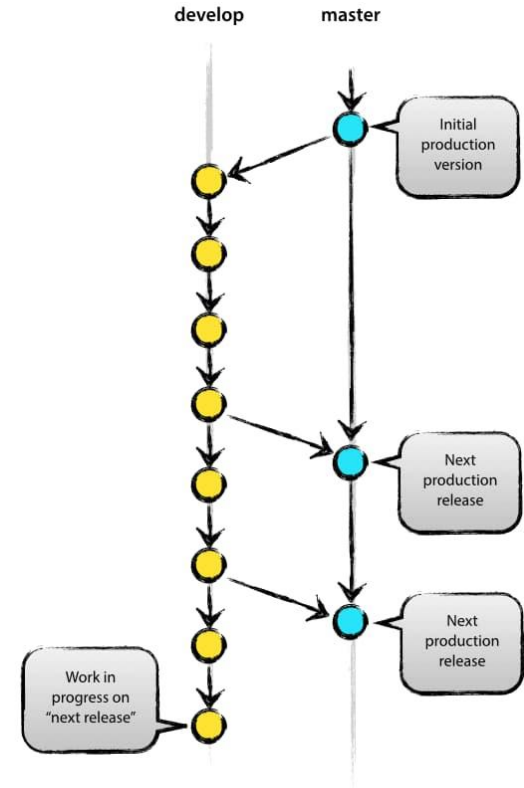 develop
master
Initial
production
version
Next
production
release
Next
production
release
Work in
progress on
“next release”